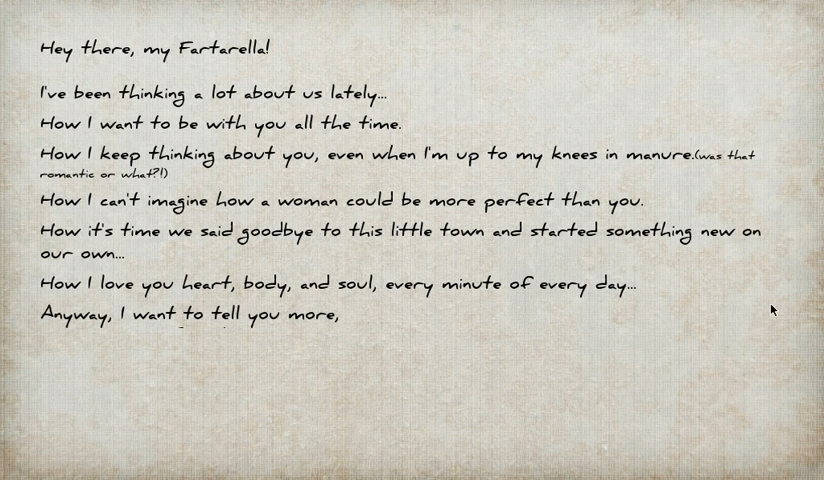 Hey there, my Fartarella!
I've been thinking a lot about us lately...
How I want to be with you all the time.
How I keep thinking about you, even when I'm up to my knees in manure.(was that
romantic or what?!)
How I can't imagine how a woman could be more perfect than you.
How it's time we said goodbye to this little town and started something new on
our own...
How I love you heart, body, and soul, every minute of every day...
Anyway, I want to tell you more,